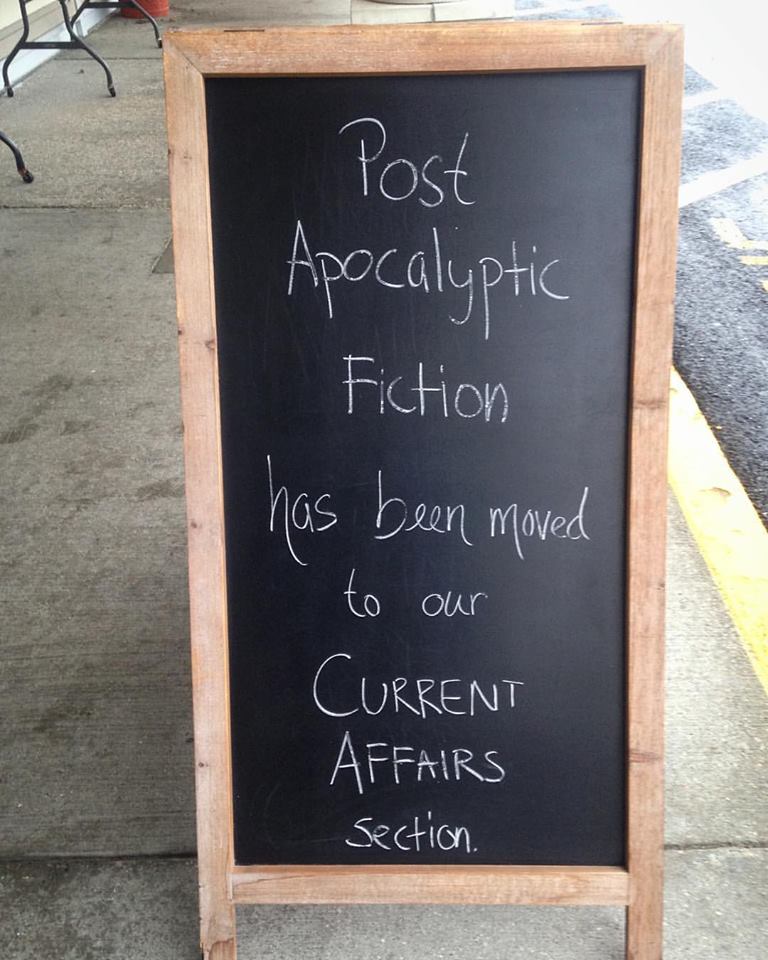 Post
Apocalyptic
Fiction
has been moved
to our
CURRENT
AFFAIRS
section.